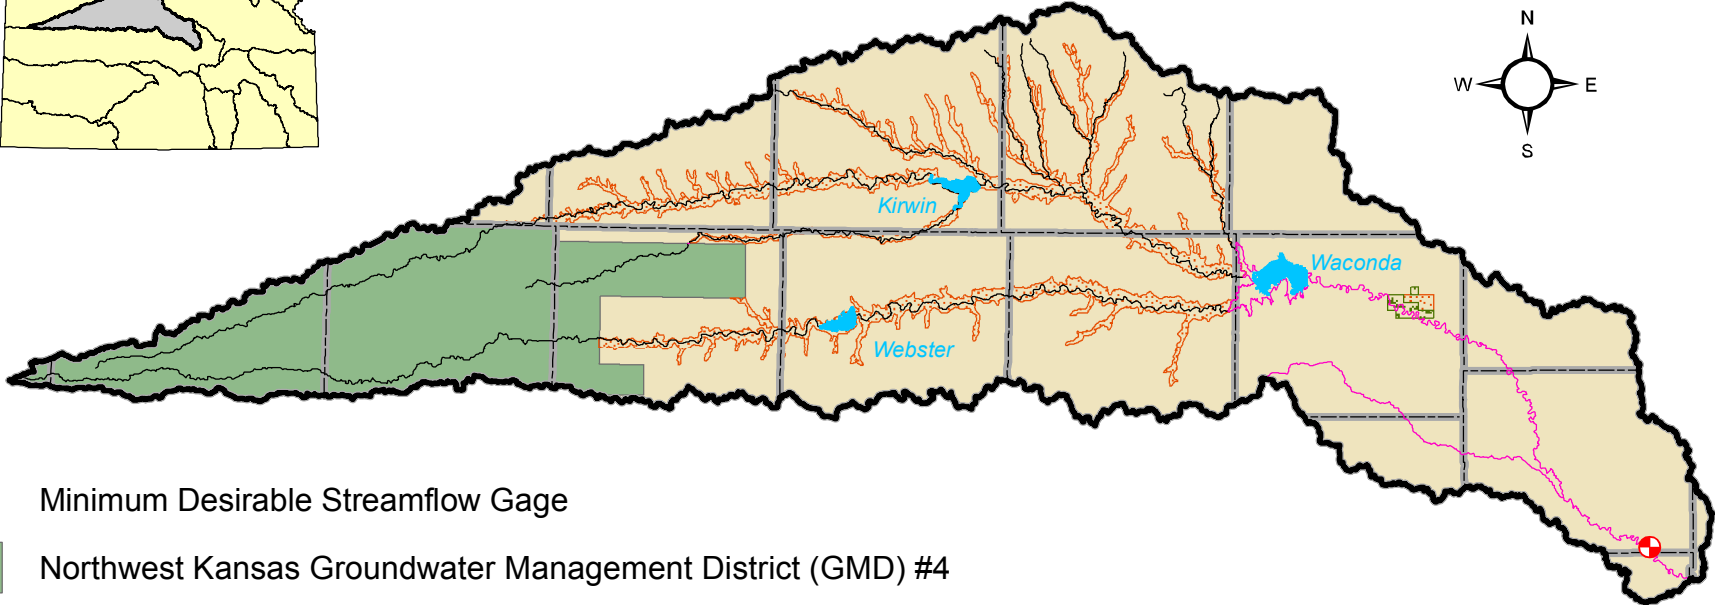 N
W E
S
Kirwin
Waconda
Webster
Minimum Desirable Streamflow Gage
Northwest Kansas Groundwater Management District (GMD) #4